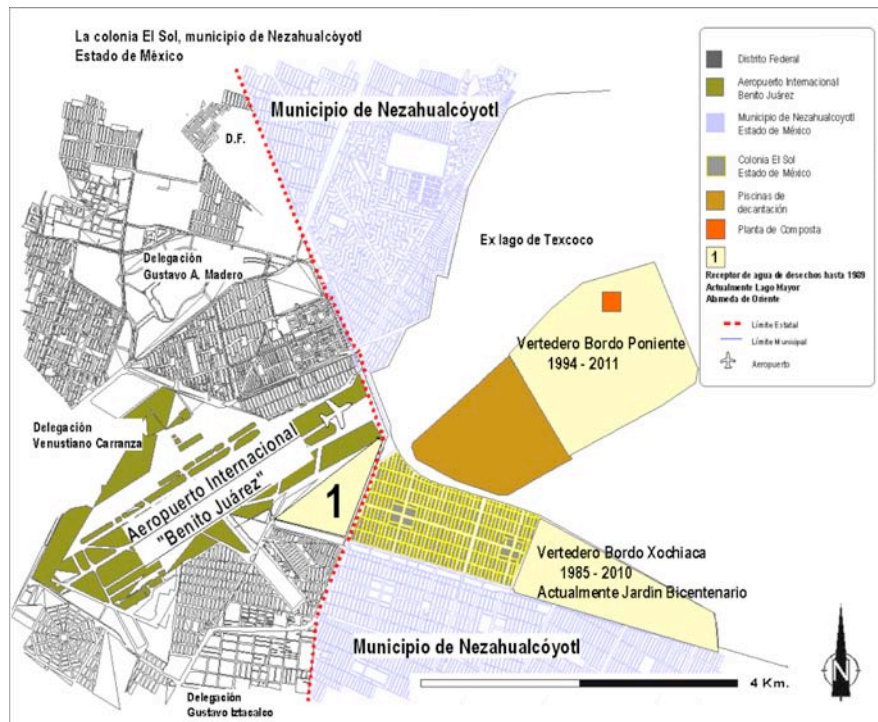 La colonia El Sol, municipio de Nezahualcóyotl
Estado de México
Municipio de Nezahualcóyotl
D.F.
Delegación
Gustavo A. Madero
Ex lago de Texcoco
Vertedero Bordo Poniente
1994 - 2011
Delegación
Venustiano Carranza
Aeropuerto Internacional
"Benito Juárez"
1
Vertedero Bordo Xochiaca
1985 - 2010
Actualmente Jardin Bicentenario
Municipio de Nezahualcóyotl
Delegación
Gustavo Iztacalco
4 Km.
N
Distrito Federal
Aeropuerto Internacional
Benito Juárez
Municipio de Nezahualcoyotl
Estado de México
Colonia El Sol
Estado de México
Piscinas de
decantación
Planta de Composta
1
Receptor de agua de desechos hasta 1989
Actualmente Lago Mayor
Alameda de Oriente
Límite Estatal
Límite Municipal
Aeropuerto